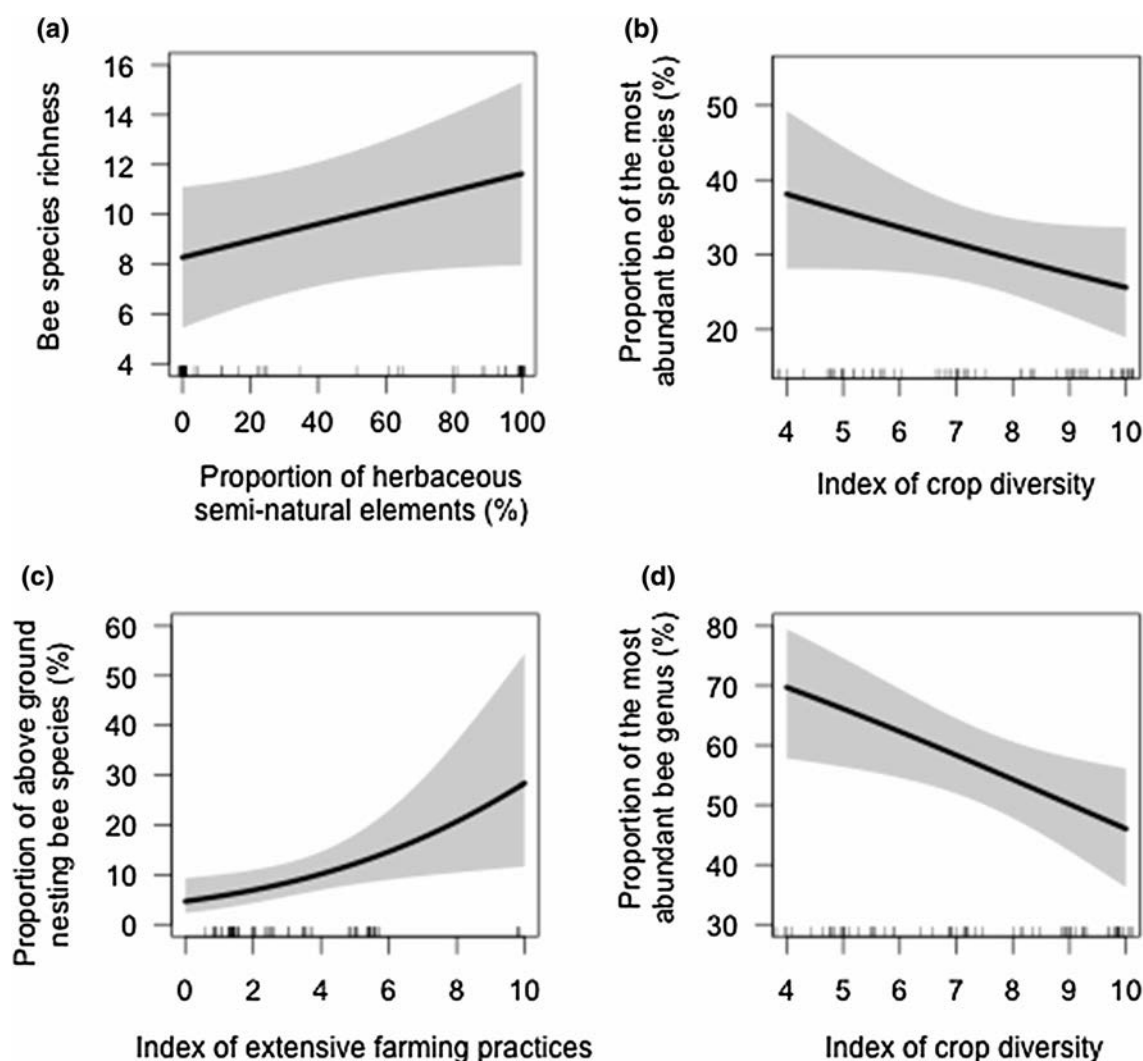 (a)
Bee species richness
16
14
12
10
8
6
4
0 20 40 60 80 100
Proportion of herbaceous
semi-natural elements (%)
(b)
Proportion of the most
abundant bee species (%)
50
40
30
20
4 5 6 7 8 9 10
Index of crop diversity
(c)
Proportion of above ground
nesting bee species (%)
60
50
40
30
20
10
0
0 2 4 6 8 10
Index of extensive farming practices
(d)
Proportion of the most
abundant bee genus (%)
80
70
60
50
40
30
4 5 6 7 8 9 10
Index of crop diversity